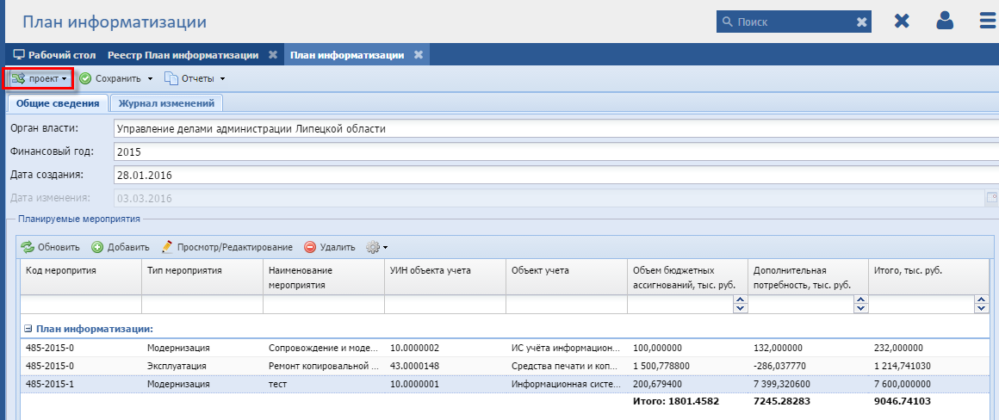 План информатизации
Поиск
Рабочий стол Реестр План информатизации План информатизации
проект Сохранить Отчеты
Общие сведения Журнал изменений
Орган власти: Управление делами администрации Липецкой области
Финансовый год: 2015
Дата создания: 28.01.2016
Дата изменения: 03.03.2016
Планируемые мероприятия
Обновить Добавить Просмотр/Редактирование Удалить
Код меропрития Тип мероприятия Наименование мероприятия УИН объекта учета Объект учета Объем бюджетных ассигнований, тыс. руб. Дополнительная потребность, тыс. руб. Итого, тыс. руб.
План информатизации:
485-2015-0 Модернизация Сопровождение и моде... 10.0000002 ИС учёта информацион... 100,000000 132,000000 232,000000
485-2015-0 Эксплуатация Ремонт копировальной ... 43.0000148 Средства печати и коп... 1 500,778800 -286,037770 1 214,741030
485-2015-1 Модернизация тест 10.0000001 Информационная систе... 200,679400 7 399,320600 7 600,000000
Итого: 1801.4582 7245.28283 9046.74103